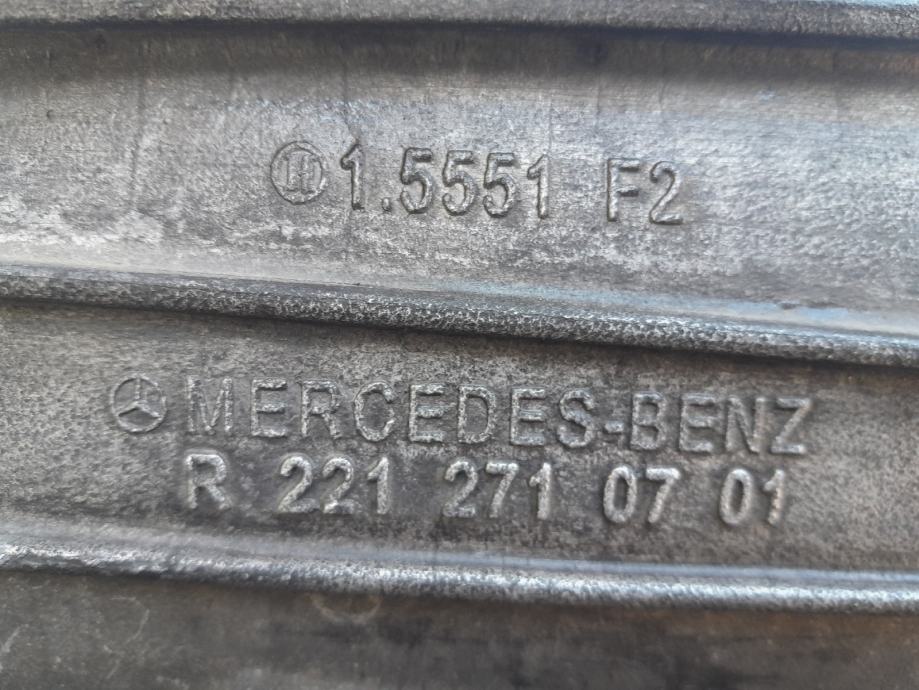 1.5551 F2
MERCEDES-BENZ
R 221 271 07 01